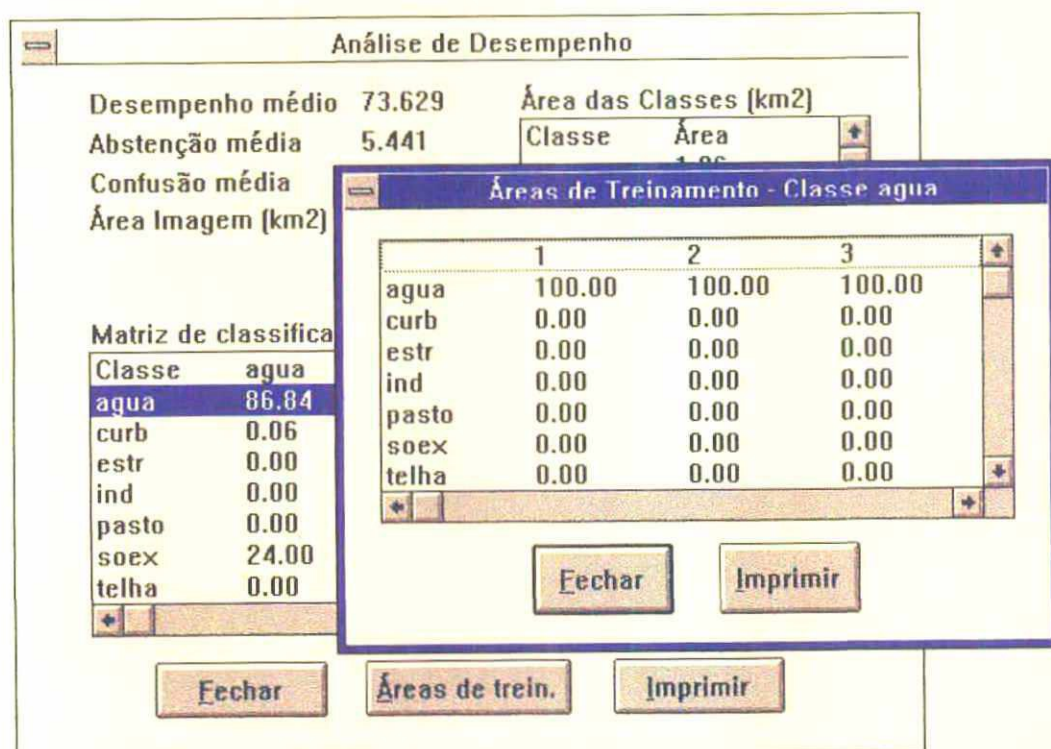 Análise de Desempenho
Desempenho médio 73.629
Abstenção média 5.441
Confusão média
Área Imagem (km2)
Área das Classes (km2)
Classe Área
Matriz de classifica
Classe agua
agua 86.84
curb 0.06
estr 0.00
ind 0.00
pasto 0.00
soex 24.00
telha 0.00
Fechar Áreas de trein. Imprimir
Áreas de Treinamento - Classe agua
1 2 3
agua 100.00 100.00 100.00
curb 0.00 0.00 0.00
estr 0.00 0.00 0.00
ind 0.00 0.00 0.00
pasto 0.00 0.00 0.00
soex 0.00 0.00 0.00
telha 0.00 0.00 0.00
Fechar Imprimir